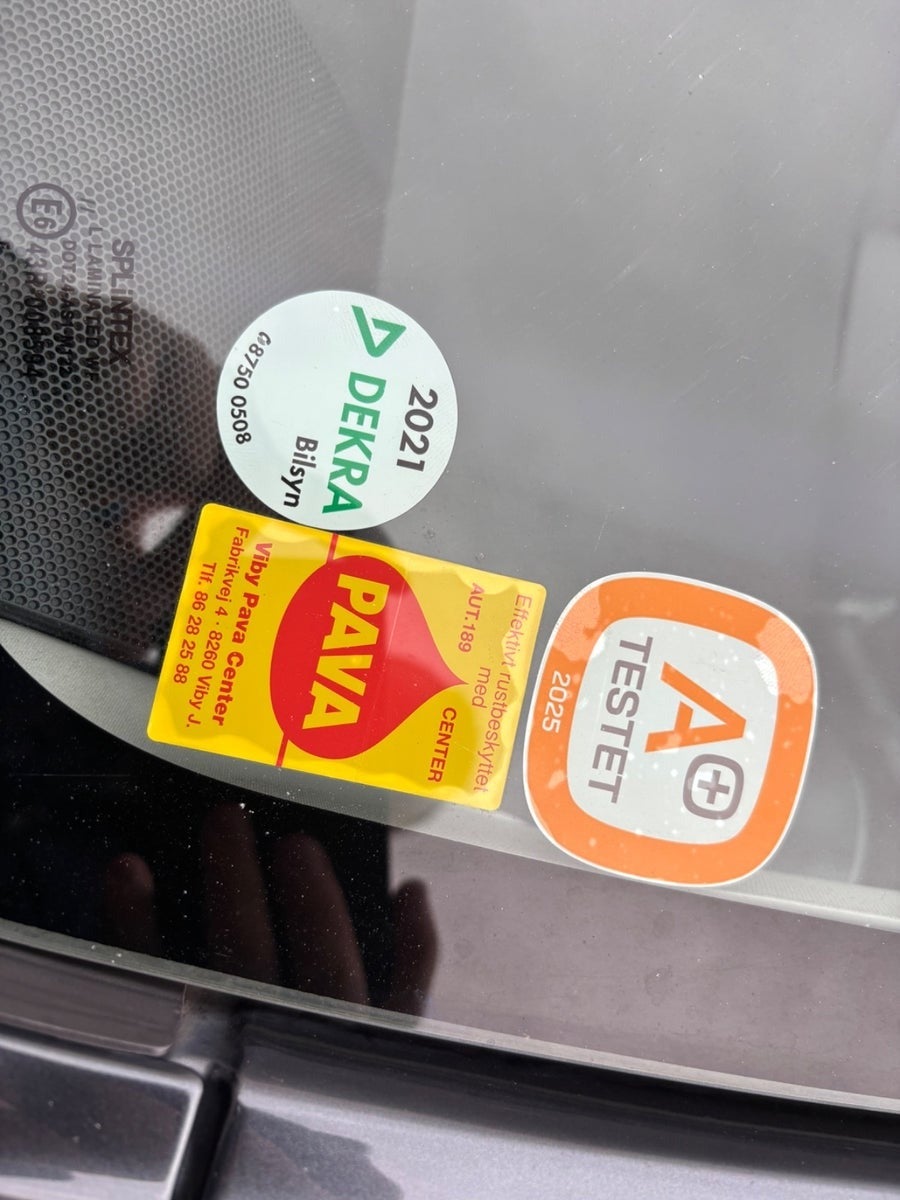 SPLINTEX
LAMINATED
E6
2021
DEKRA
Bilsyn
8750 0508
Effektivt rustbeskyttet
med
AUT.189 CENTER
PAVA
Viby Pava Center
Fabrikvej 4 · 8260 Viby J.
Tlf. 86 28 25 88
A+
TESTET
2025